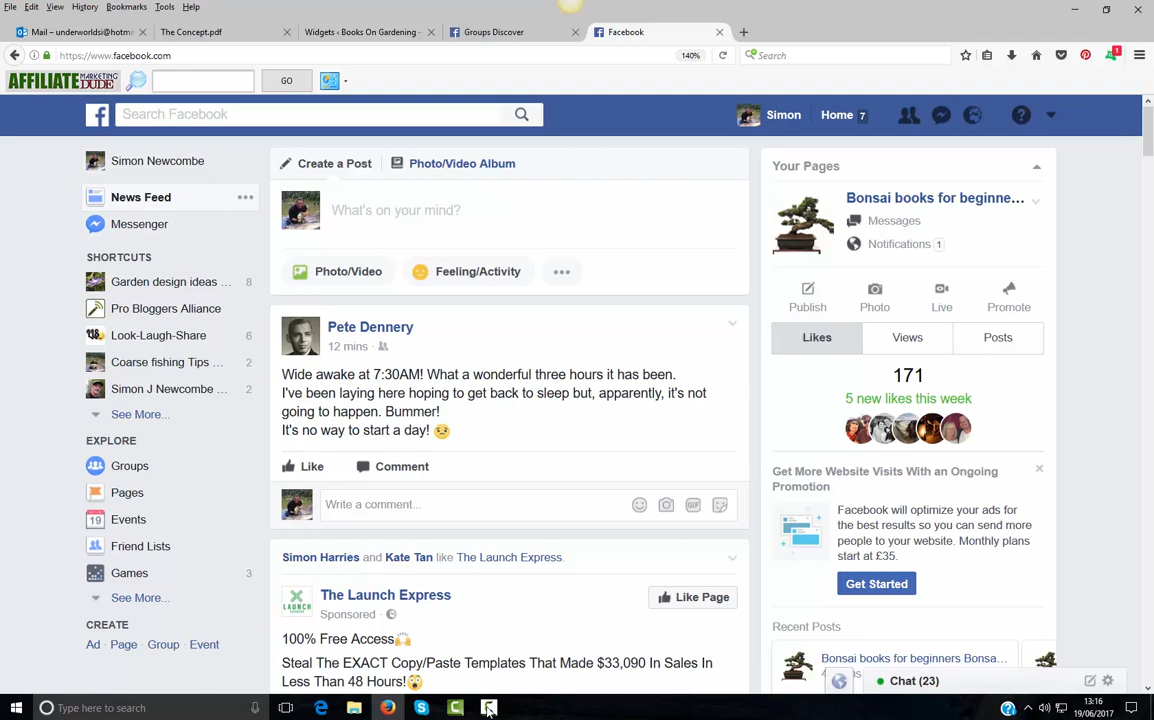 File Edit View History Bookmarks Tools Help
Mail – underworldsi@hotma
The Concept.pdf
Widgets ‹ Books On Gardening –
Groups Discover
Facebook
https://www.facebook.com
140%
Search
1
AFFILIATE MARKETING DUDE
GO
Search Facebook
Simon
Home 7
Simon Newcombe
News Feed
Messenger
SHORTCUTS
Garden design ideas ... 8
Pro Bloggers Alliance
Look-Laugh-Share 6
Coarse fishing Tips ... 2
Simon J Newcombe ... 2
See More...
EXPLORE
Groups
Pages
19 Events
Friend Lists
Games 3
See More...
CREATE
Ad · Page · Group · Event
Create a Post
Photo/Video Album
What's on your mind?
Photo/Video
Feeling/Activity
Pete Dennery
12 mins ·
Wide awake at 7:30AM! What a wonderful three hours it has been.
I've been laying here hoping to get back to sleep but, apparently, it's not
going to happen. Bummer!
It's no way to start a day!
Like
Comment
Write a comment...
GIF
Simon Harries and Kate Tan like The Launch Express.
LAUNCH EXPRESS
The Launch Express
Sponsored ·
Like Page
100% Free Access
Steal The EXACT Copy/Paste Templates That Made $33,090 In Sales In
Less Than 48 Hours!
Your Pages
Bonsai books for beginne...
Messages
Notifications 1
Publish
Photo
Live
Promote
Likes
Views
Posts
171
5 new likes this week
Get More Website Visits With an Ongoing
Promotion
Facebook will optimize your ads for
the best results so you can send more
people to your website. Monthly plans
start at £35.
Get Started
Recent Posts
Bonsai books for beginners Bonsa...
Chat (23)
Type here to search
13:16
19/06/2017